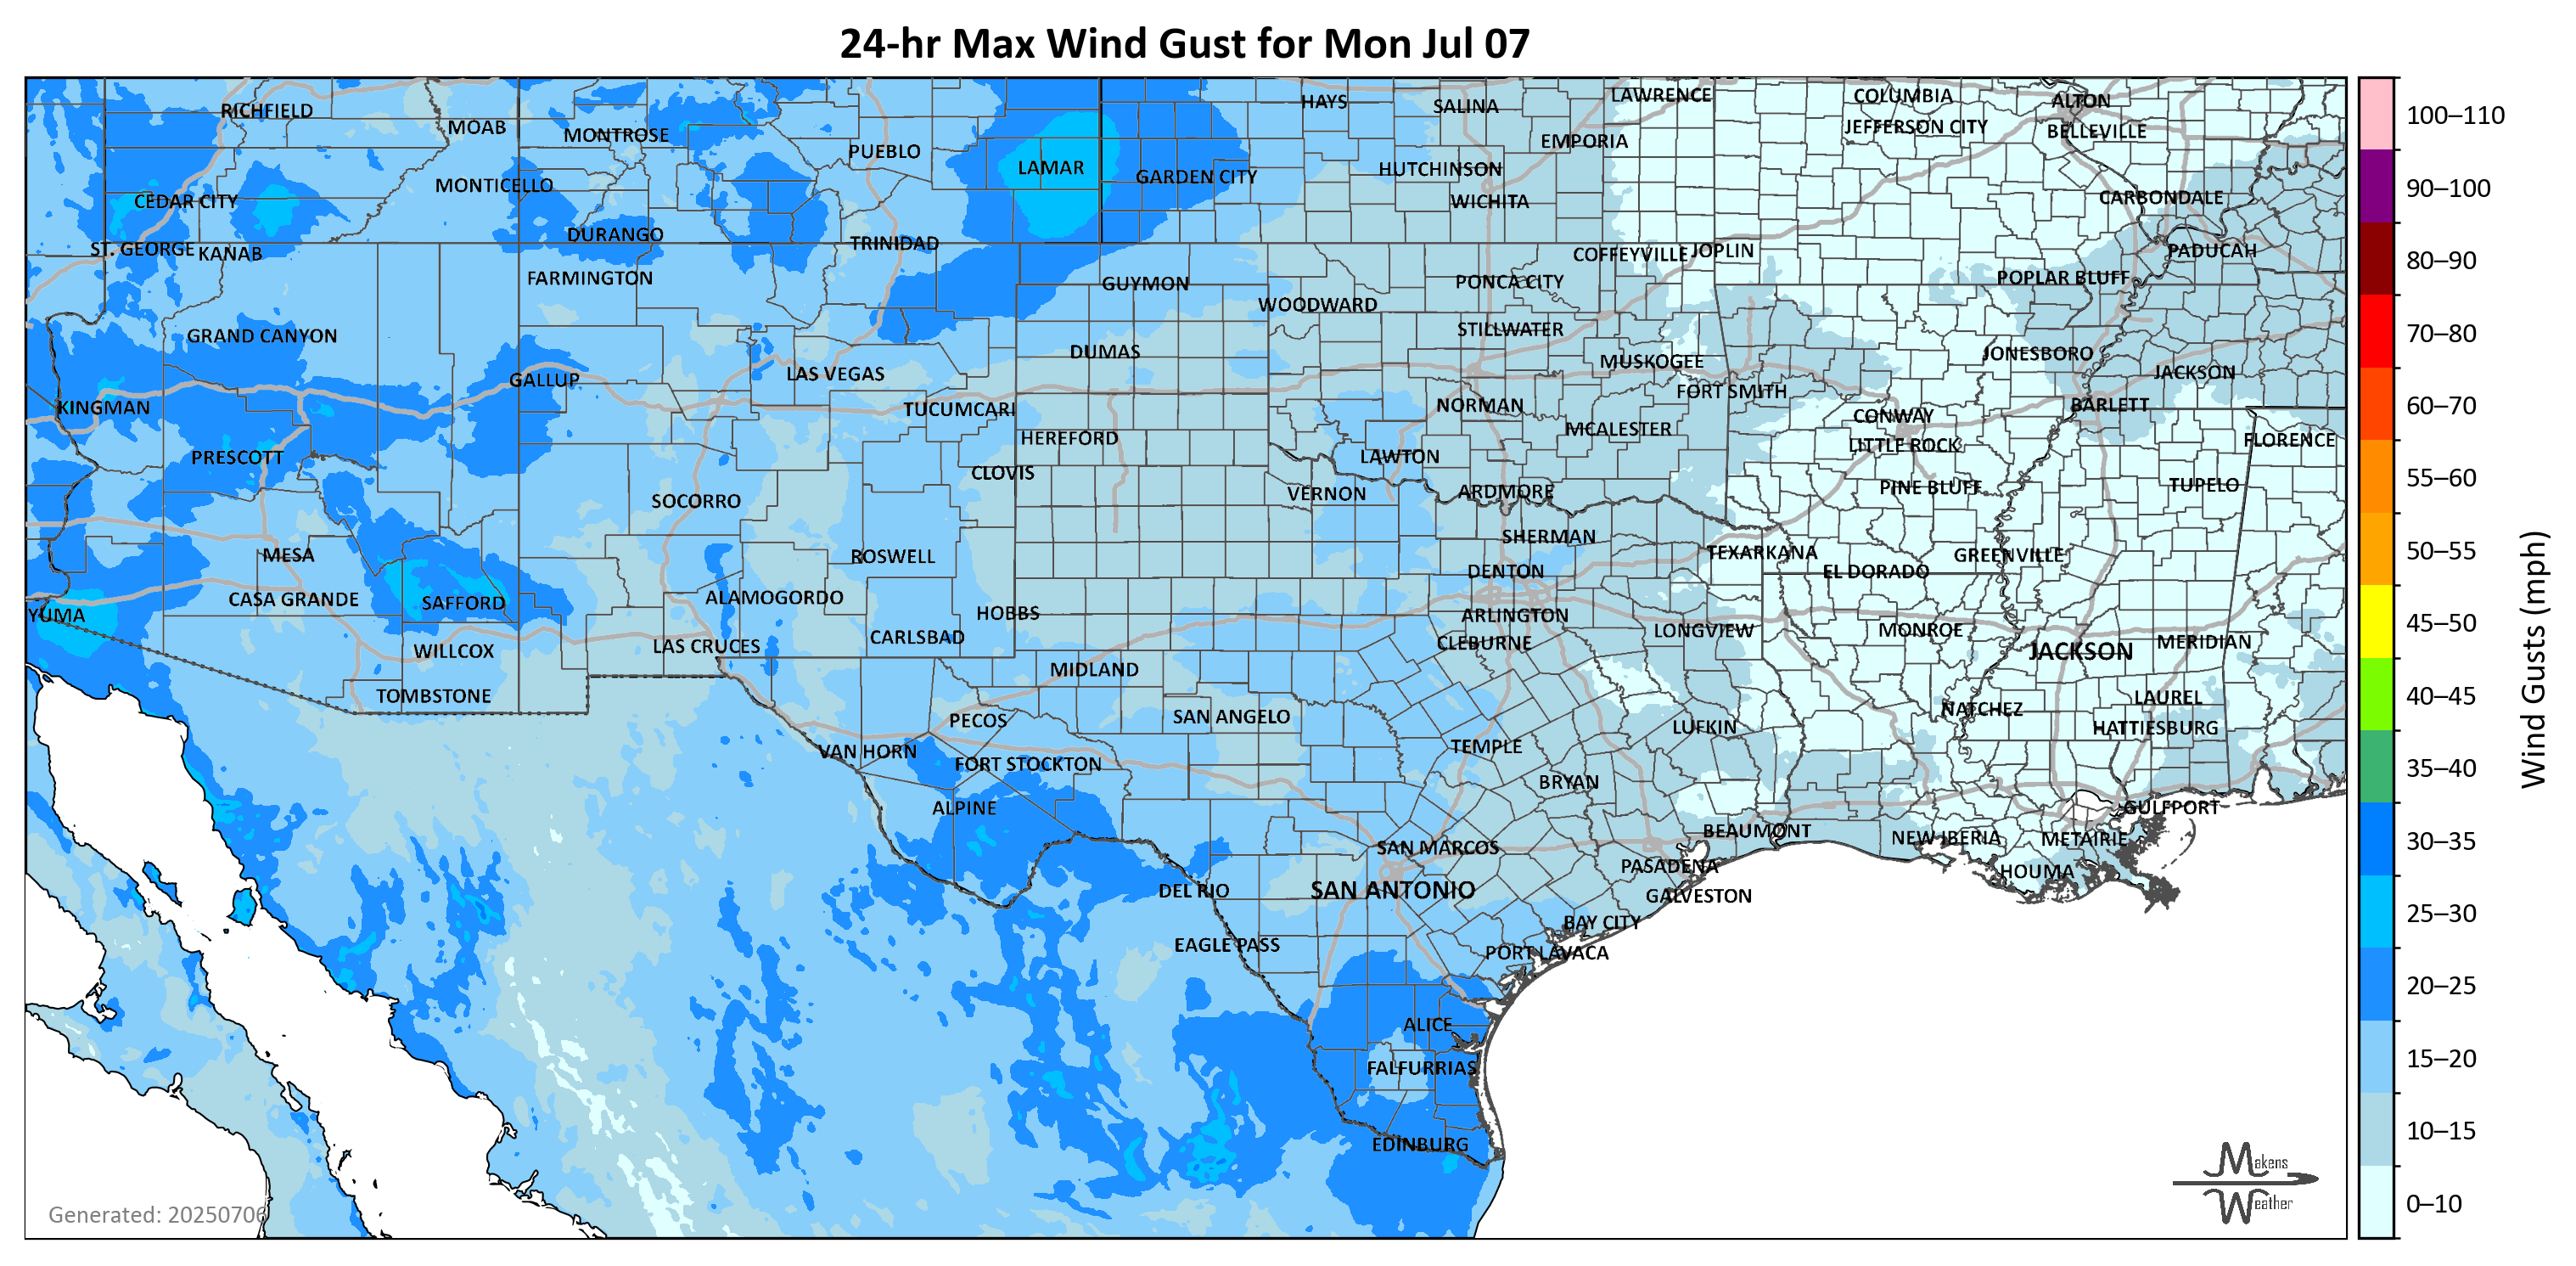 24-hr Max Wind Gust for Mon Jul 07
RICHFIELD
MOAB
MONTROSE
PUEBLO
LAMAR
HAYS
SALINA
LAWRENCE
COLUMBIA
ALTON
JEFFERSON CITY
BELLEVILLE
EMPORIA
HUTCHINSON
GARDEN CITY
MONTICELLO
CEDAR CITY
WICHITA
CARBONDALE
DURANGO
TRINIDAD
ST. GEORGE
KANAB
COFFEYVILLE
JOPLIN
PADUCAH
FARMINGTON
GUYMON
PONCA CITY
POPLAR BLUFF
WOODWARD
GRAND CANYON
STILLWATER
DUMAS
MUSKOGEE
JONESBORO
GALLUP
LAS VEGAS
JACKSON
FORT SMITH
KINGMAN
TUCUMCARI
NORMAN
CONWAY
BARLETT
HEREFORD
MCALESTER
LITTLE ROCK
FLORENCE
PRESCOTT
CLOVIS
LAWTON
SOCORRO
VERNON
ARDMORE
PINE BLUFF
TUPELO
SHERMAN
MESA
ROSWELL
TEXARKANA
GREENVILLE
DENTON
EL DORADO
CASA GRANDE
SAFFORD
ALAMOGORDO
HOBBS
ARLINGTON
YUMA
CARLSBAD
CLEBURNE
LONGVIEW
MONROE
MERIDIAN
WILLCOX
LAS CRUCES
JACKSON
MIDLAND
TOMBSTONE
LAUREL
PECOS
SAN ANGELO
NATCHEZ
LUFKIN
HATTIESBURG
VAN HORN
TEMPLE
FORT STOCKTON
BRYAN
ALPINE
GULFPORT
BEAUMONT
NEW IBERIA
METAIRIE
SAN MARCOS
PASADENA
HOUMA
DEL RIO
SAN ANTONIO
GALVESTON
BAY CITY
EAGLE PASS
PORT LAVACA
ALICE
FALFURRIAS
EDINBURG
Generated: 20250706
Makens
Weather
100–110
90–100
80–90
70–80
60–70
55–60
50–55
45–50
40–45
35–40
30–35
25–30
20–25
15–20
10–15
0–10
Wind Gusts (mph)